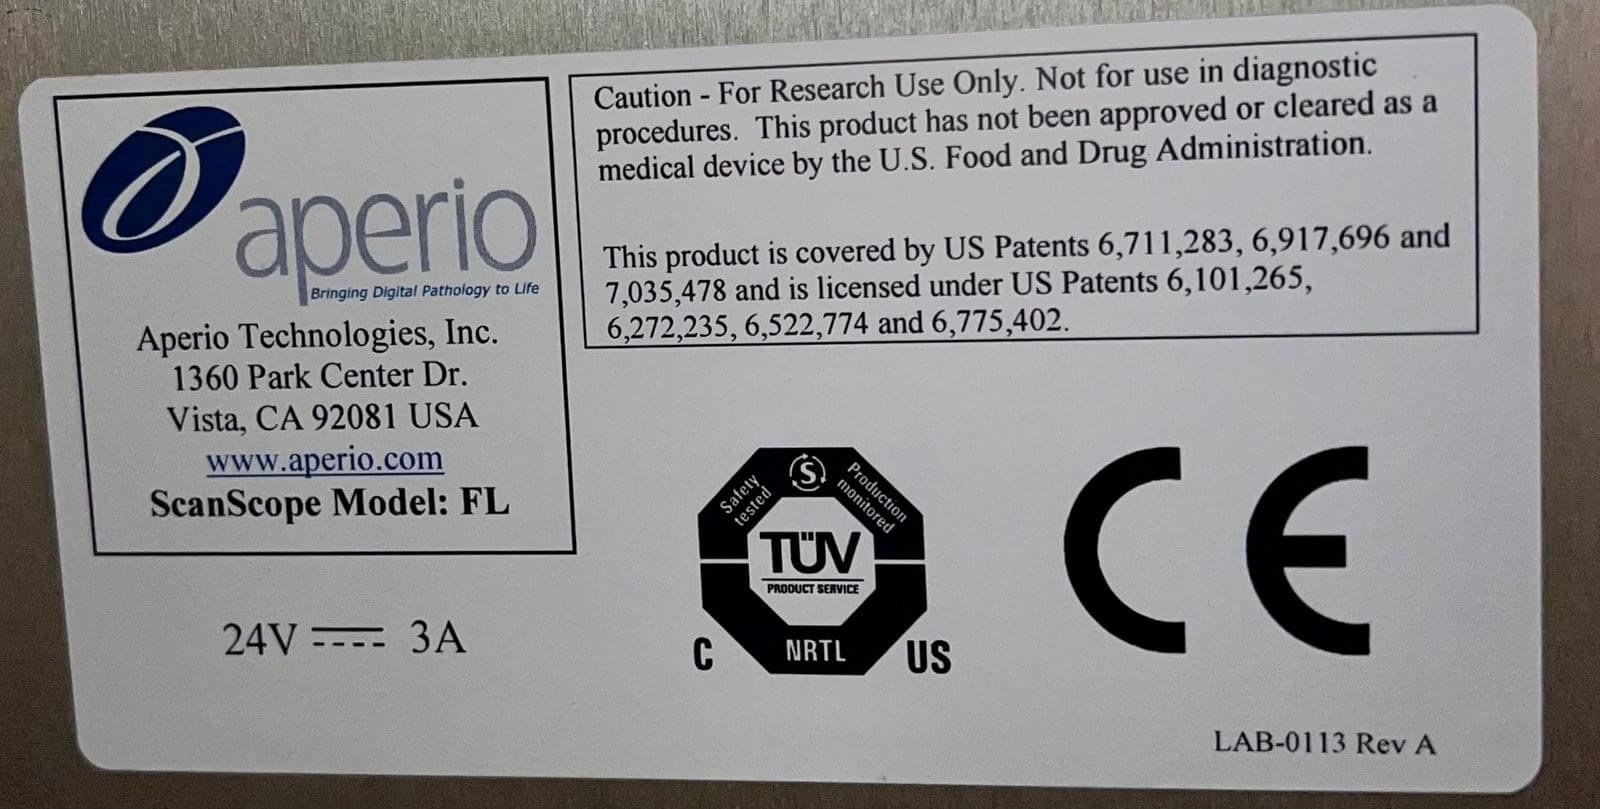 aperio
Bringing Digital Pathology to Life
Aperio Technologies, Inc.
1360 Park Center Dr.
Vista, CA 92081 USA
www.aperio.com
ScanScope Model: FL
24V ⎓ 3A
Caution - For Research Use Only. Not for use in diagnostic
procedures. This product has not been approved or cleared as a
medical device by the U.S. Food and Drug Administration.
This product is covered by US Patents 6,711,283, 6,917,696 and
7,035,478 and is licensed under US Patents 6,101,265,
6,272,235, 6,522,774 and 6,775,402.
Safety
tested
S
Production
monitored
TÜV
PRODUCT SERVICE
C
NRTL
US
CE
LAB-0113 Rev A